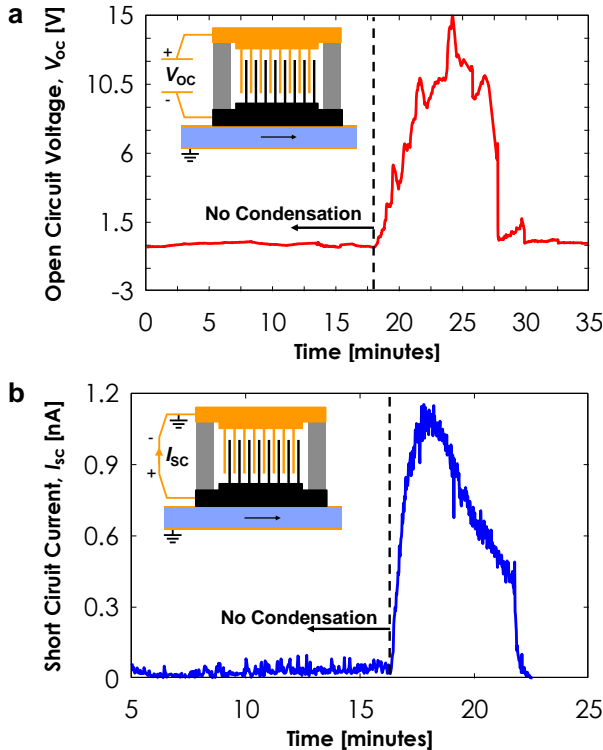 a
Open Circuit Voltage, VOC [V]
15
10.5
6
1.5
-3
+
VOC
-
No Condensation
0 5 10 15 20 25 30 35
Time [minutes]
b
Short Ciruit Current, Isc [nA]
1.2
0.9
0.6
0.3
0
-
ISC
+
No Condensation
5 10 15 20 25
Time [minutes]